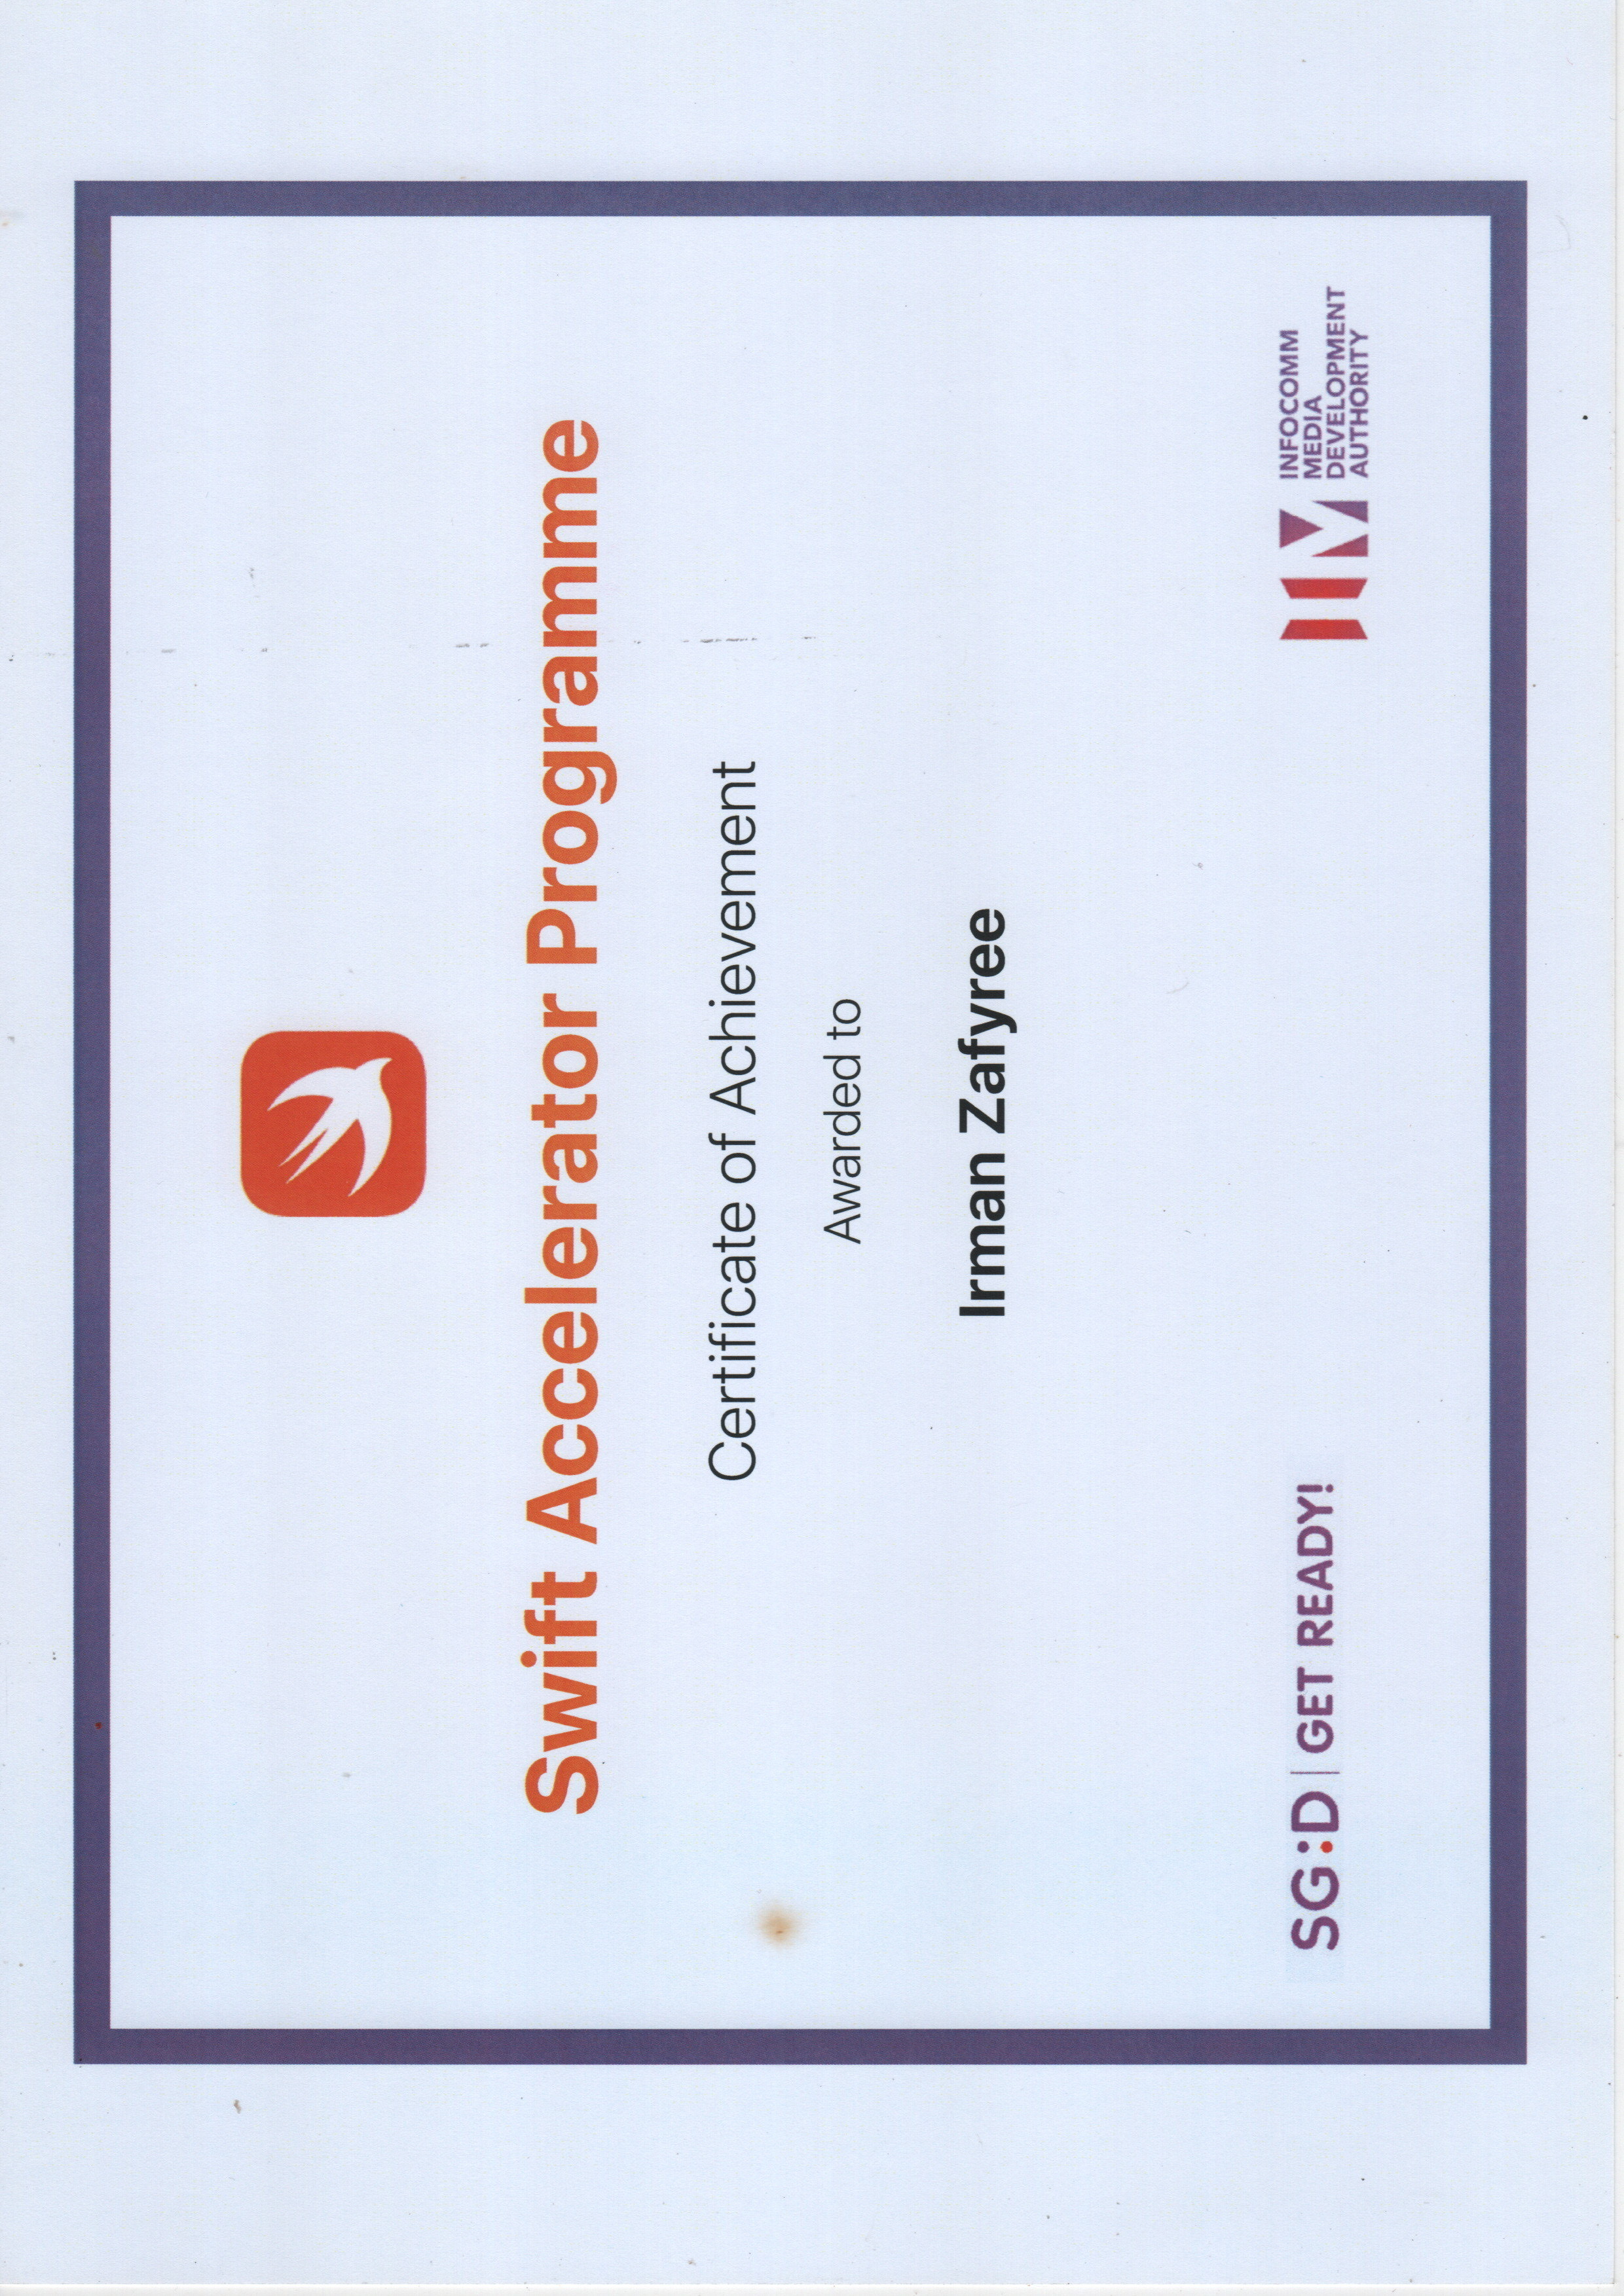 Swift Accelerator Programme
Certificate of Achievement
Awarded to
Irman Zafyree
SG:D | GET READY!
INFOCOMM
MEDIA
DEVELOPMENT
AUTHORITY